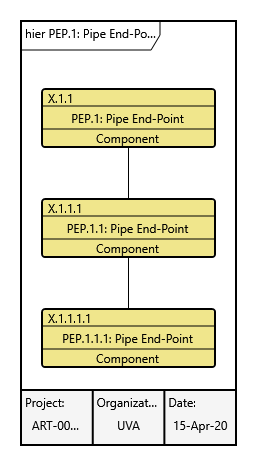 hier PEP.1: Pipe End-Po...
X.1.1
PEP.1: Pipe End-Point
Component
X.1.1.1
PEP.1.1: Pipe End-Point
Component
X.1.1.1.1
PEP.1.1.1: Pipe End-Point
Component
Project: Organizat... Date:
ART-00... UVA 15-Apr-20